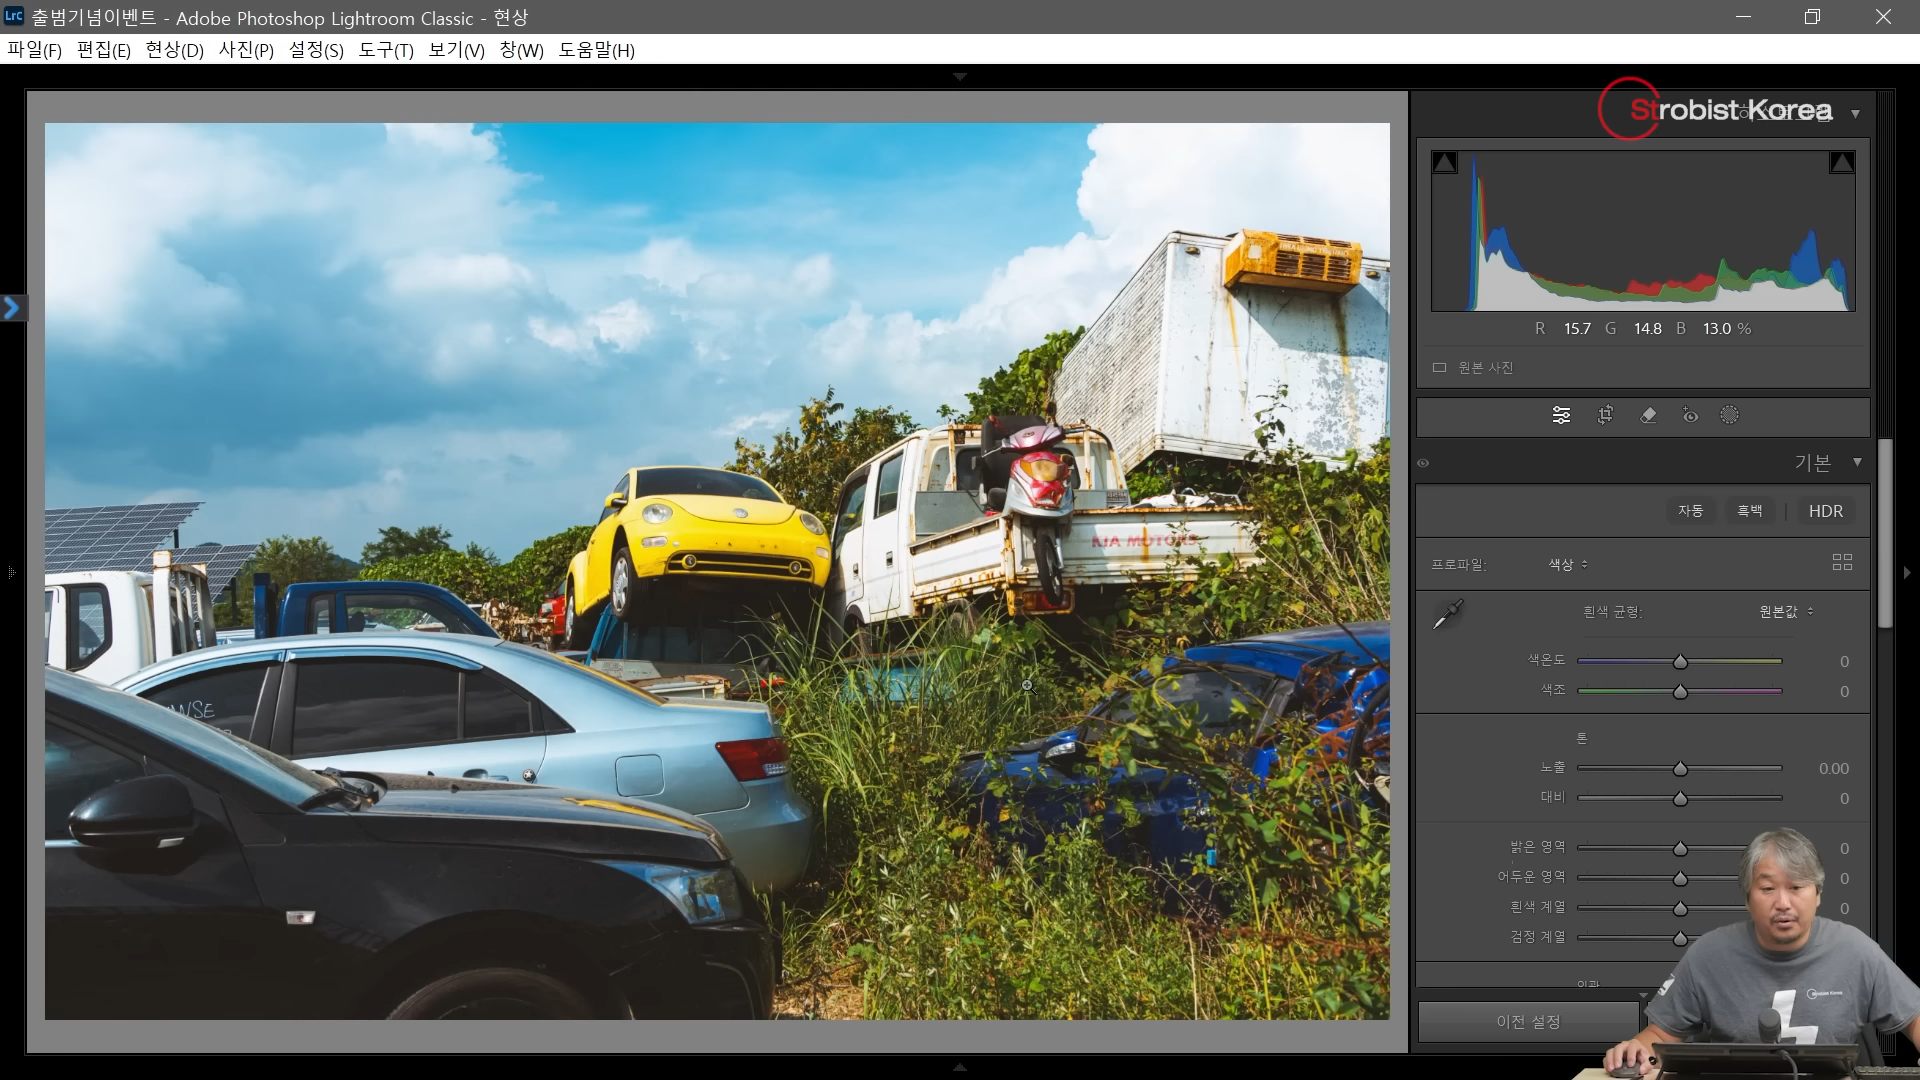 LrC 출범기념이벤트 - Adobe Photoshop Lightroom Classic - 현상
파일(F) 편집(E) 현상(D) 사진(P) 설정(S) 도구(T) 보기(V) 창(W) 도움말(H)
Strobist Korea
R 15.7 G 14.8 B 13.0 %
원본 사진
기본
자동 흑백 HDR
프로파일: 색상
흰색 균형: 원본값
색온도 0
색조 0
톤
노출 0.00
대비 0
밝은 영역 0
어두운 영역 0
흰색 계열 0
검정 계열
외관
이전 설정
KIA MOTORS